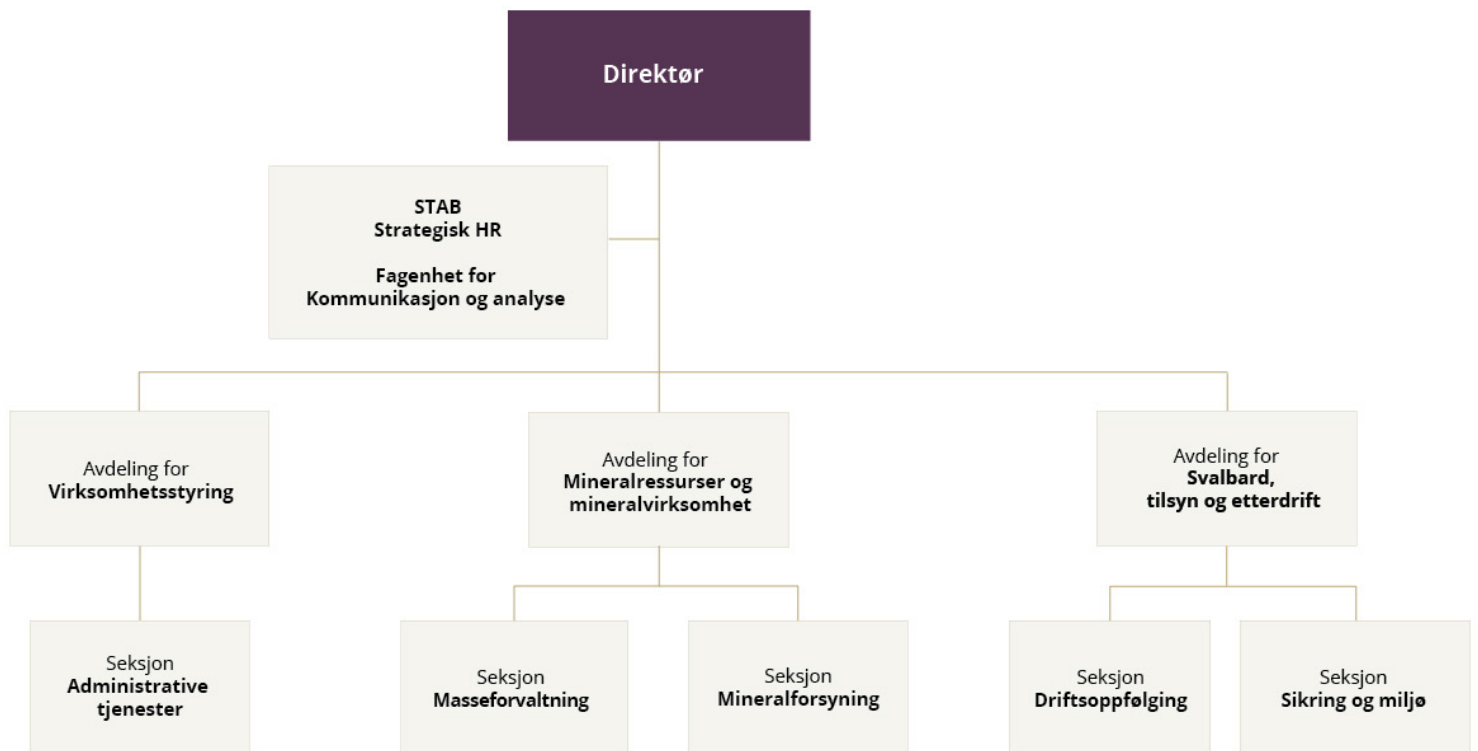 Direktør
STAB
Strategisk HR
Fagenhet for
Kommunikasjon og analyse
Avdeling for
Virksomhetsstyring
Avdeling for
Mineralressurser og
mineralvirksomhet
Avdeling for
Svalbard,
tilsyn og etterdrift
Seksjon
Administrative
tjenester
Seksjon
Masseforvaltning
Seksjon
Mineralforsyning
Seksjon
Driftsoppfølging
Seksjon
Sikring og miljø